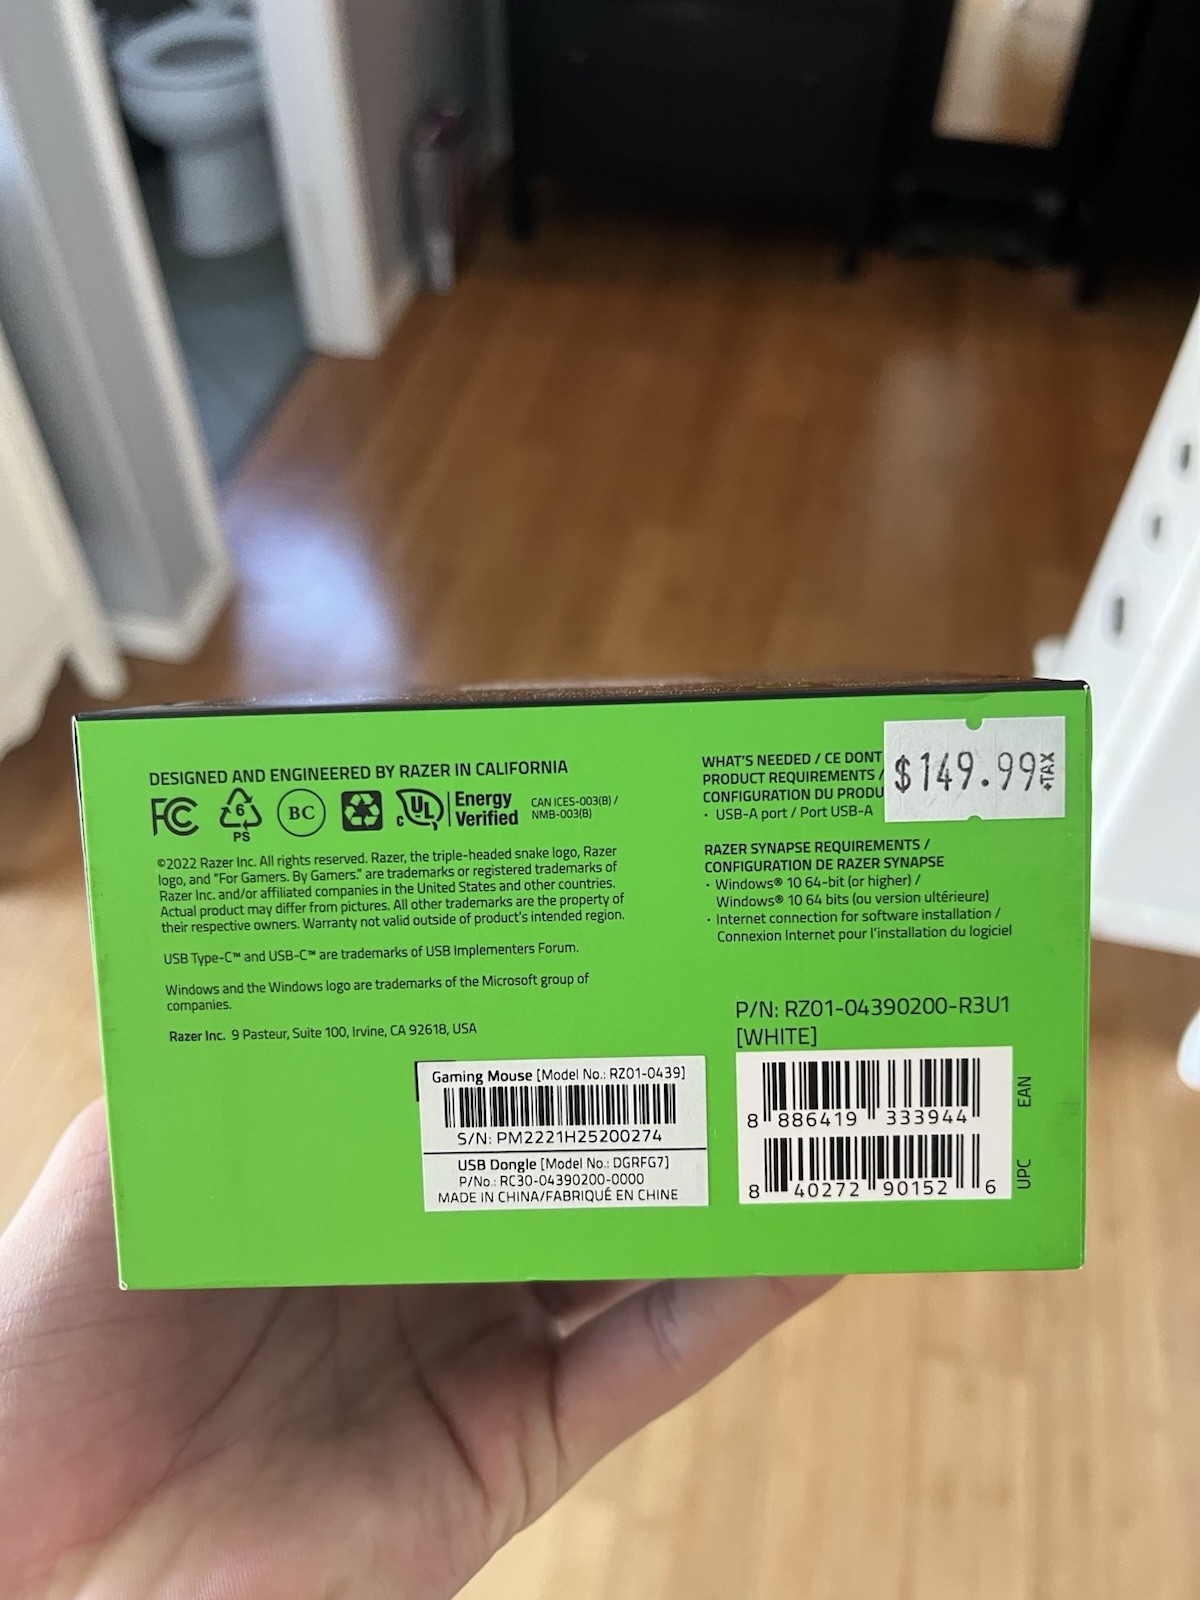 DESIGNED AND ENGINEERED BY RAZER IN CALIFORNIA
FC
6
PS
BC
c UL Energy Verified
CAN ICES-003(B) /
NMB-003(B)
©2022 Razer Inc. All rights reserved. Razer, the triple-headed snake logo, Razer
logo, and "For Gamers. By Gamers." are trademarks or registered trademarks of
Razer Inc. and/or affiliated companies in the United States and other countries.
Actual product may differ from pictures. All other trademarks are the property of
their respective owners. Warranty not valid outside of product's intended region.
USB Type-C™ and USB-C™ are trademarks of USB Implementers Forum.
Windows and the Windows logo are trademarks of the Microsoft group of
companies.
Razer Inc. 9 Pasteur, Suite 100, Irvine, CA 92618, USA
WHAT'S NEEDED / CE DONT
PRODUCT REQUIREMENTS /
CONFIGURATION DU PRODU
· USB-A port / Port USB-A
$149.99+TAX
RAZER SYNAPSE REQUIREMENTS /
CONFIGURATION DE RAZER SYNAPSE
· Windows® 10 64-bit (or higher) /
Windows® 10 64 bits (ou version ultérieure)
· Internet connection for software installation /
Connexion Internet pour l'installation du logiciel
P/N: RZ01-04390200-R3U1
[WHITE]
Gaming Mouse [Model No.: RZ01-0439]
S/N: PM2221H25200274
USB Dongle [Model No.: DGRFG7]
P/No.: RC30-04390200-0000
MADE IN CHINA/FABRIQUÉ EN CHINE
8 886419 333944
EAN
8 40272 90152 6
UPC